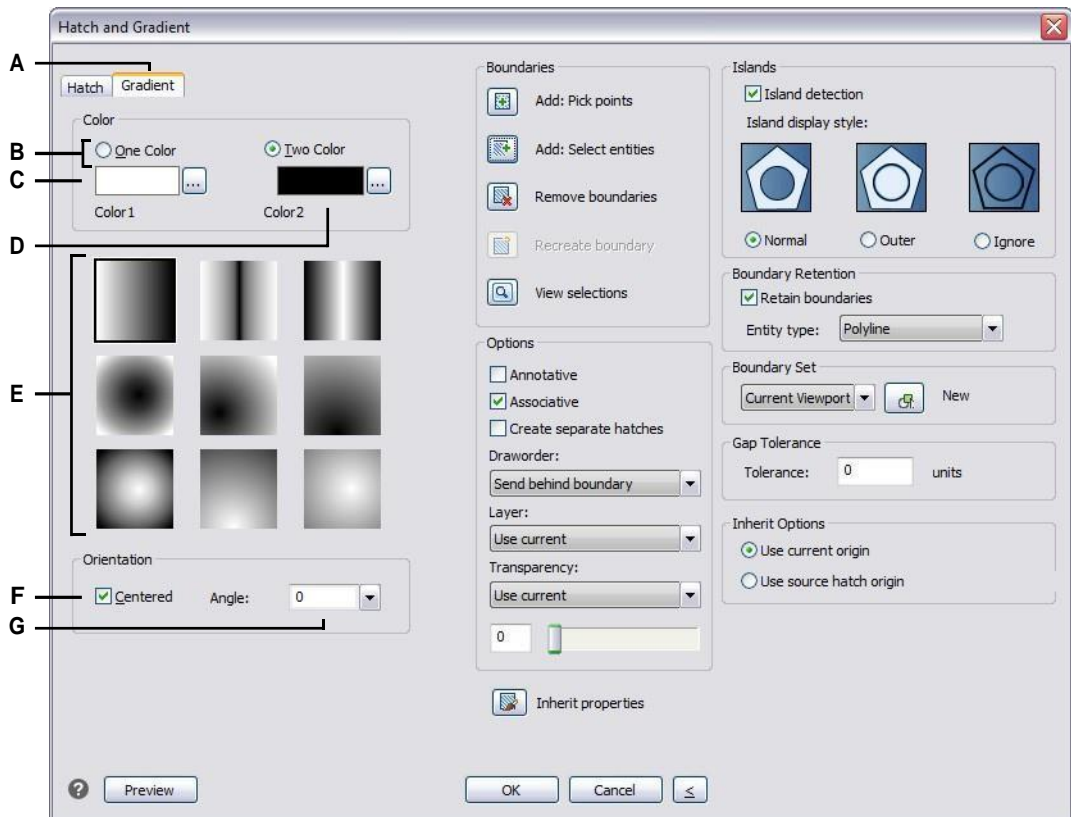 Hatch and Gradient
A
Hatch Gradient
Color
B
One Color Two Color
C
...
...
Color1 Color2
D
E
Orientation
F
Centered Angle: 0
G
Boundaries
Add: Pick points
Add: Select entities
Remove boundaries
Recreate boundary
View selections
Options
Annotative
Associative
Create separate hatches
Draworder:
Send behind boundary
Layer:
Use current
Transparency:
Use current
0
Inherit properties
Islands
Island detection
Island display style:
Normal Outer Ignore
Boundary Retention
Retain boundaries
Entity type: Polyline
Boundary Set
Current Viewport New
Gap Tolerance
Tolerance: 0 units
Inherit Options
Use current origin
Use source hatch origin
? Preview OK Cancel <